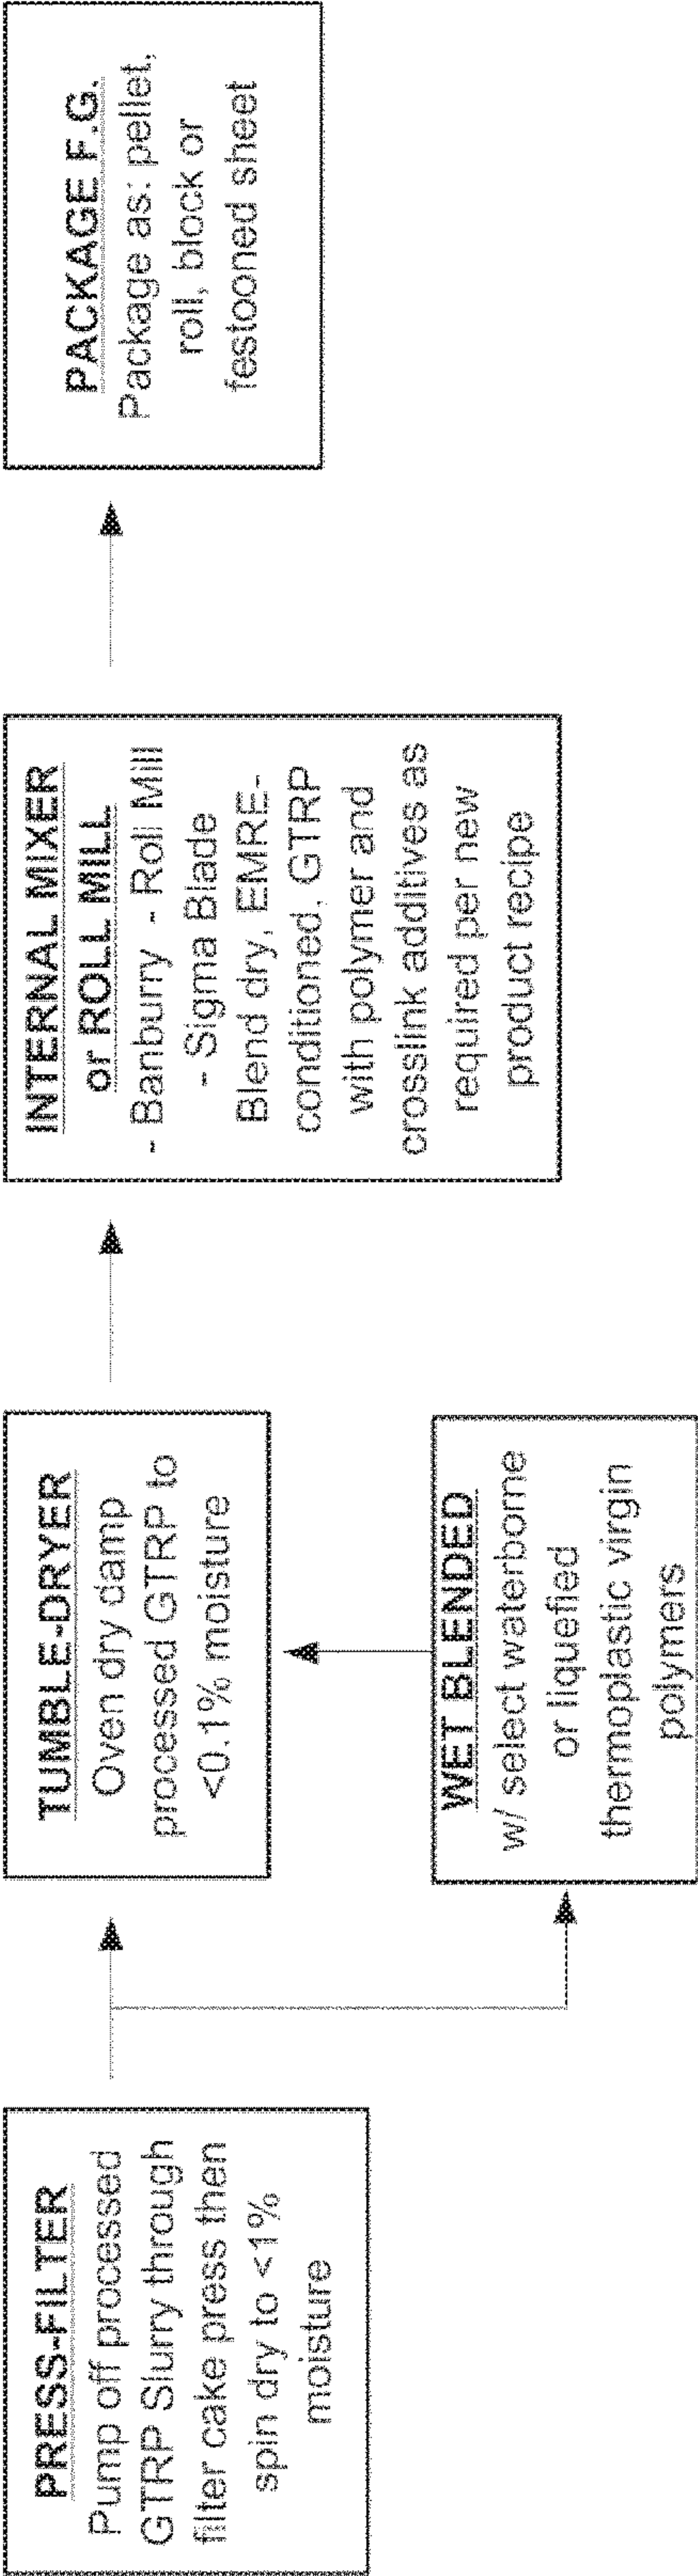 PRESS-FILTER
Pump off processed
GTRP Slurry through
filter cake press then
spin dry to <1%
moisture
TUMBLE-DRYER
Oven dry damp
processed GTRP to
<0.1% moisture
WET BLENDED
w/ select waterborne
or liquefied
thermoplastic virgin
polymers
INTERNAL MIXER
or ROLL MILL
- Banburry - Roll Mill
- Sigma Blade
Blend dry, EMRE-
conditioned, GTRP
with polymer and
crosslink additives as
required per new
product recipe
PACKAGE F.G.
Package as: pellet,
roll, block or
festooned sheet